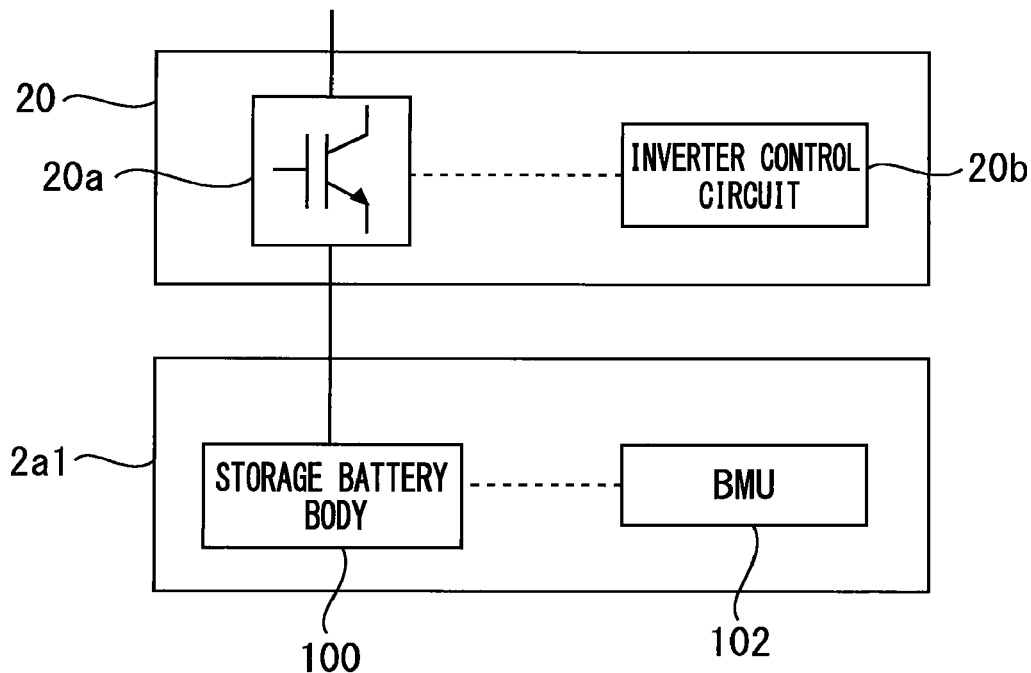 20
20a
INVERTER CONTROL
CIRCUIT
20b
2a1
STORAGE BATTERY
BODY
BMU
100
102